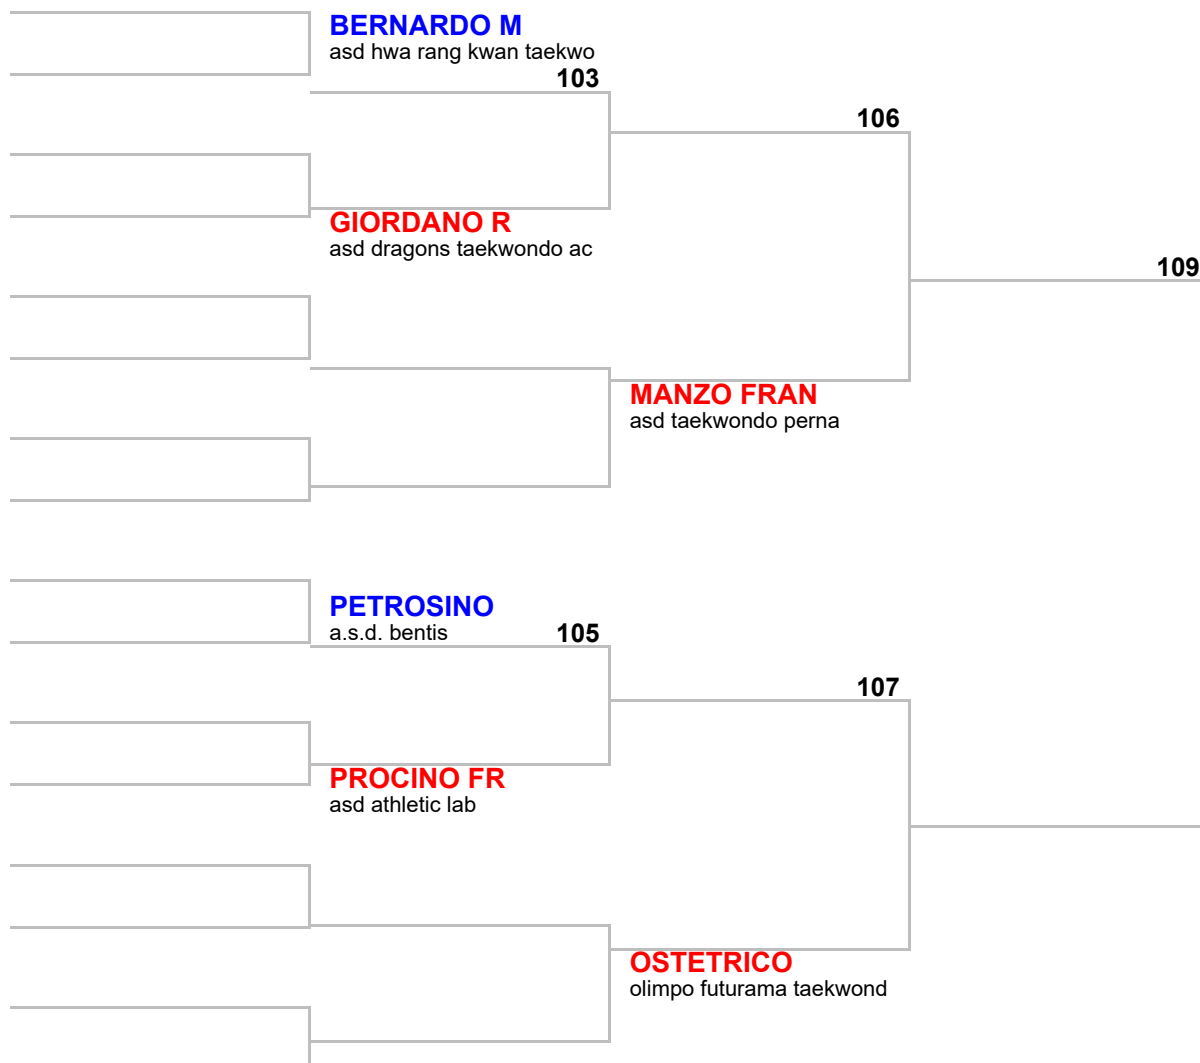 BERNARDO M
asd hwa rang kwan taekwo
103
106
GIORDANO R
asd dragons taekwondo ac
109
MANZO FRAN
asd taekwondo perna
PETROSINO
a.s.d. bentis
105
107
PROCINO FR
asd athletic lab
OSTETRICO
olimpo futurama taekwond